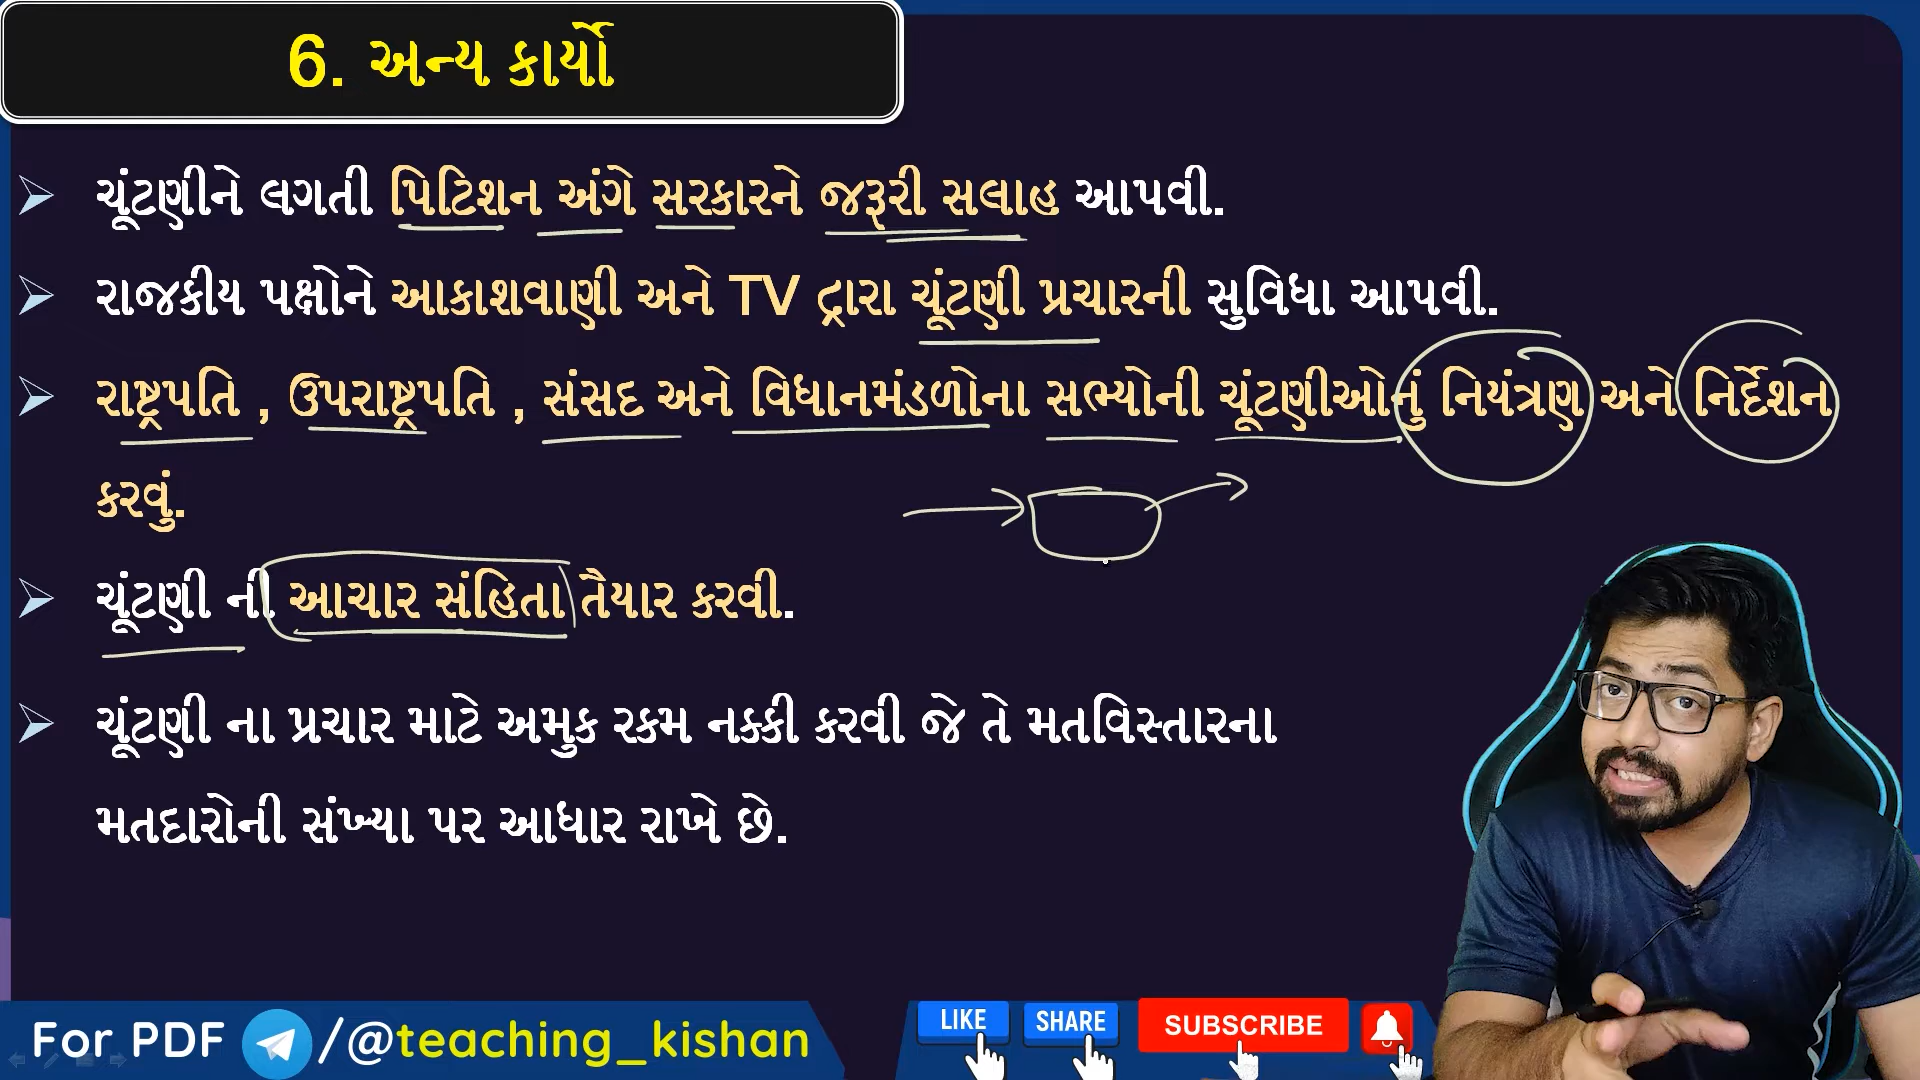 6. અન્ય કાર્યો
➢ ચૂંટણીને લગતી પિટિશન અંગે સરકારને જરૂરી સલાહ આપવી.
➢ રાજકીય પક્ષોને આકાશવાણી અને TV દ્વારા ચૂંટણી પ્રચારની સુવિધા આપવી.
➢ રાષ્ટ્રપતિ , ઉપરાષ્ટ્રપતિ , સંસદ અને વિધાનમંડળોના સભ્યોની ચૂંટણીઓનું નિયંત્રણ અને નિર્દેશન
કરવું.
➢ ચૂંટણી ની આચાર સંહિતા તૈયાર કરવી.
➢ ચૂંટણી ના પ્રચાર માટે અમુક રકમ નક્કી કરવી જે તે મતવિસ્તારના
મતદારોની સંખ્યા પર આધાર રાખે છે.
For PDF /@teaching_kishan
LIKE SHARE SUBSCRIBE